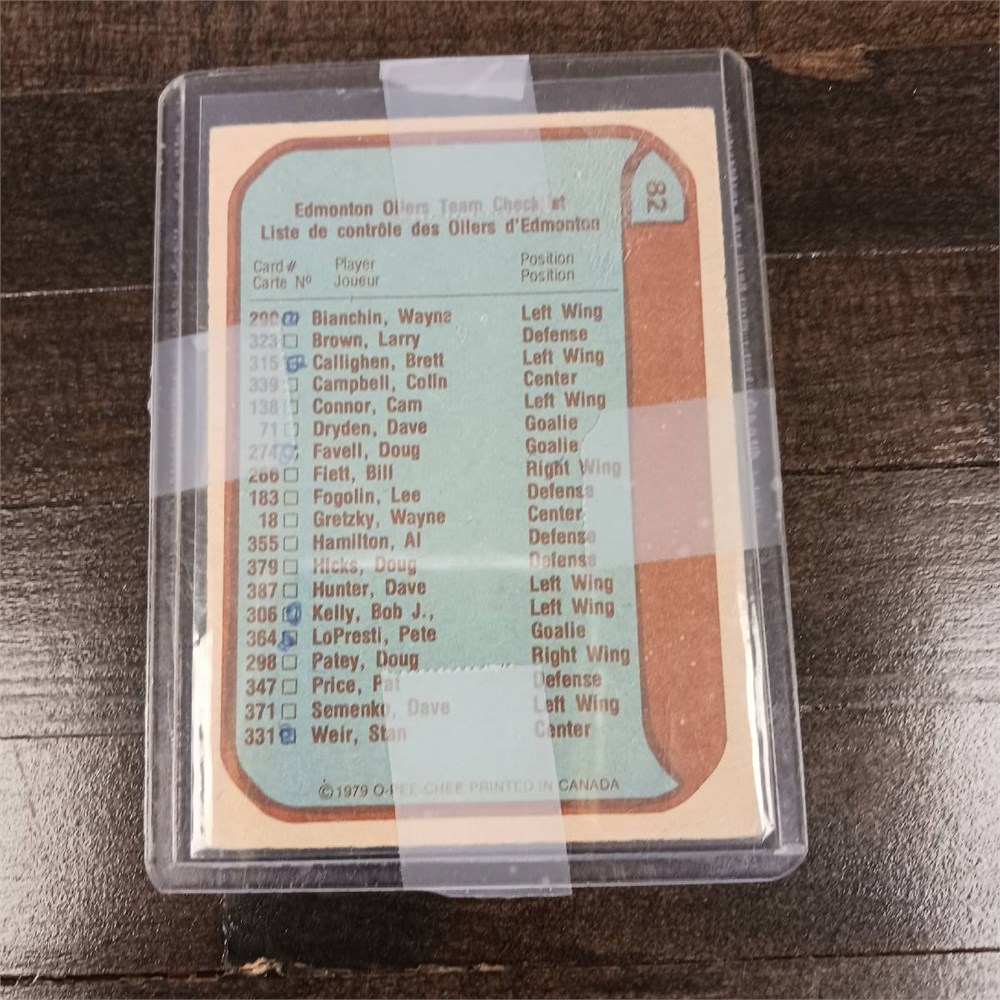 82
Edmonton Oilers Team Checklist
Liste de contrôle des Oilers d'Edmonton
Card # Player Position
Carte Nº Joueur Position
290 Bianchin, Wayne Left Wing
323 Brown, Larry Defense
315 Callighen, Brett Left Wing
339 Campbell, Colin Center
138 Connor, Cam Left Wing
71 Dryden, Dave Goalie
274 Favell, Doug Goalie
266 Flett, Bill Right Wing
183 Fogolin, Lee Defense
18 Gretzky, Wayne Center
355 Hamilton, Al Defense
379 Hicks, Doug Defense
387 Hunter, Dave Left Wing
306 Kelly, Bob J., Left Wing
364 LoPresti, Pete Goalie
298 Patey, Doug Right Wing
347 Price, Pat Defense
371 Semenko, Dave Left Wing
331 Weir, Stan Center
©1979 O-PEE-CHEE PRINTED IN CANADA